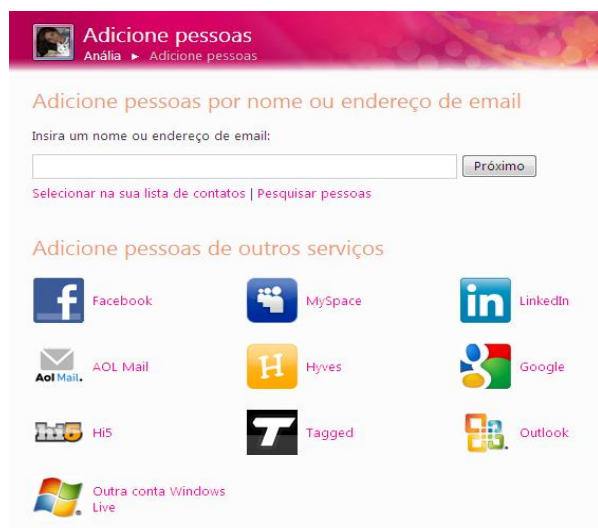 Adicione pessoas
Anália ► Adicione pessoas
Adicione pessoas por nome ou endereço de email
Insira um nome ou endereço de email:
Próximo
Selecionar na sua lista de contatos | Pesquisar pessoas
Adicione pessoas de outros serviços
f Facebook MySpace in LinkedIn
Aol Mail. AOL Mail H Hyves Google
hi5 Hi5 T Tagged Outlook
Outra conta Windows
Live